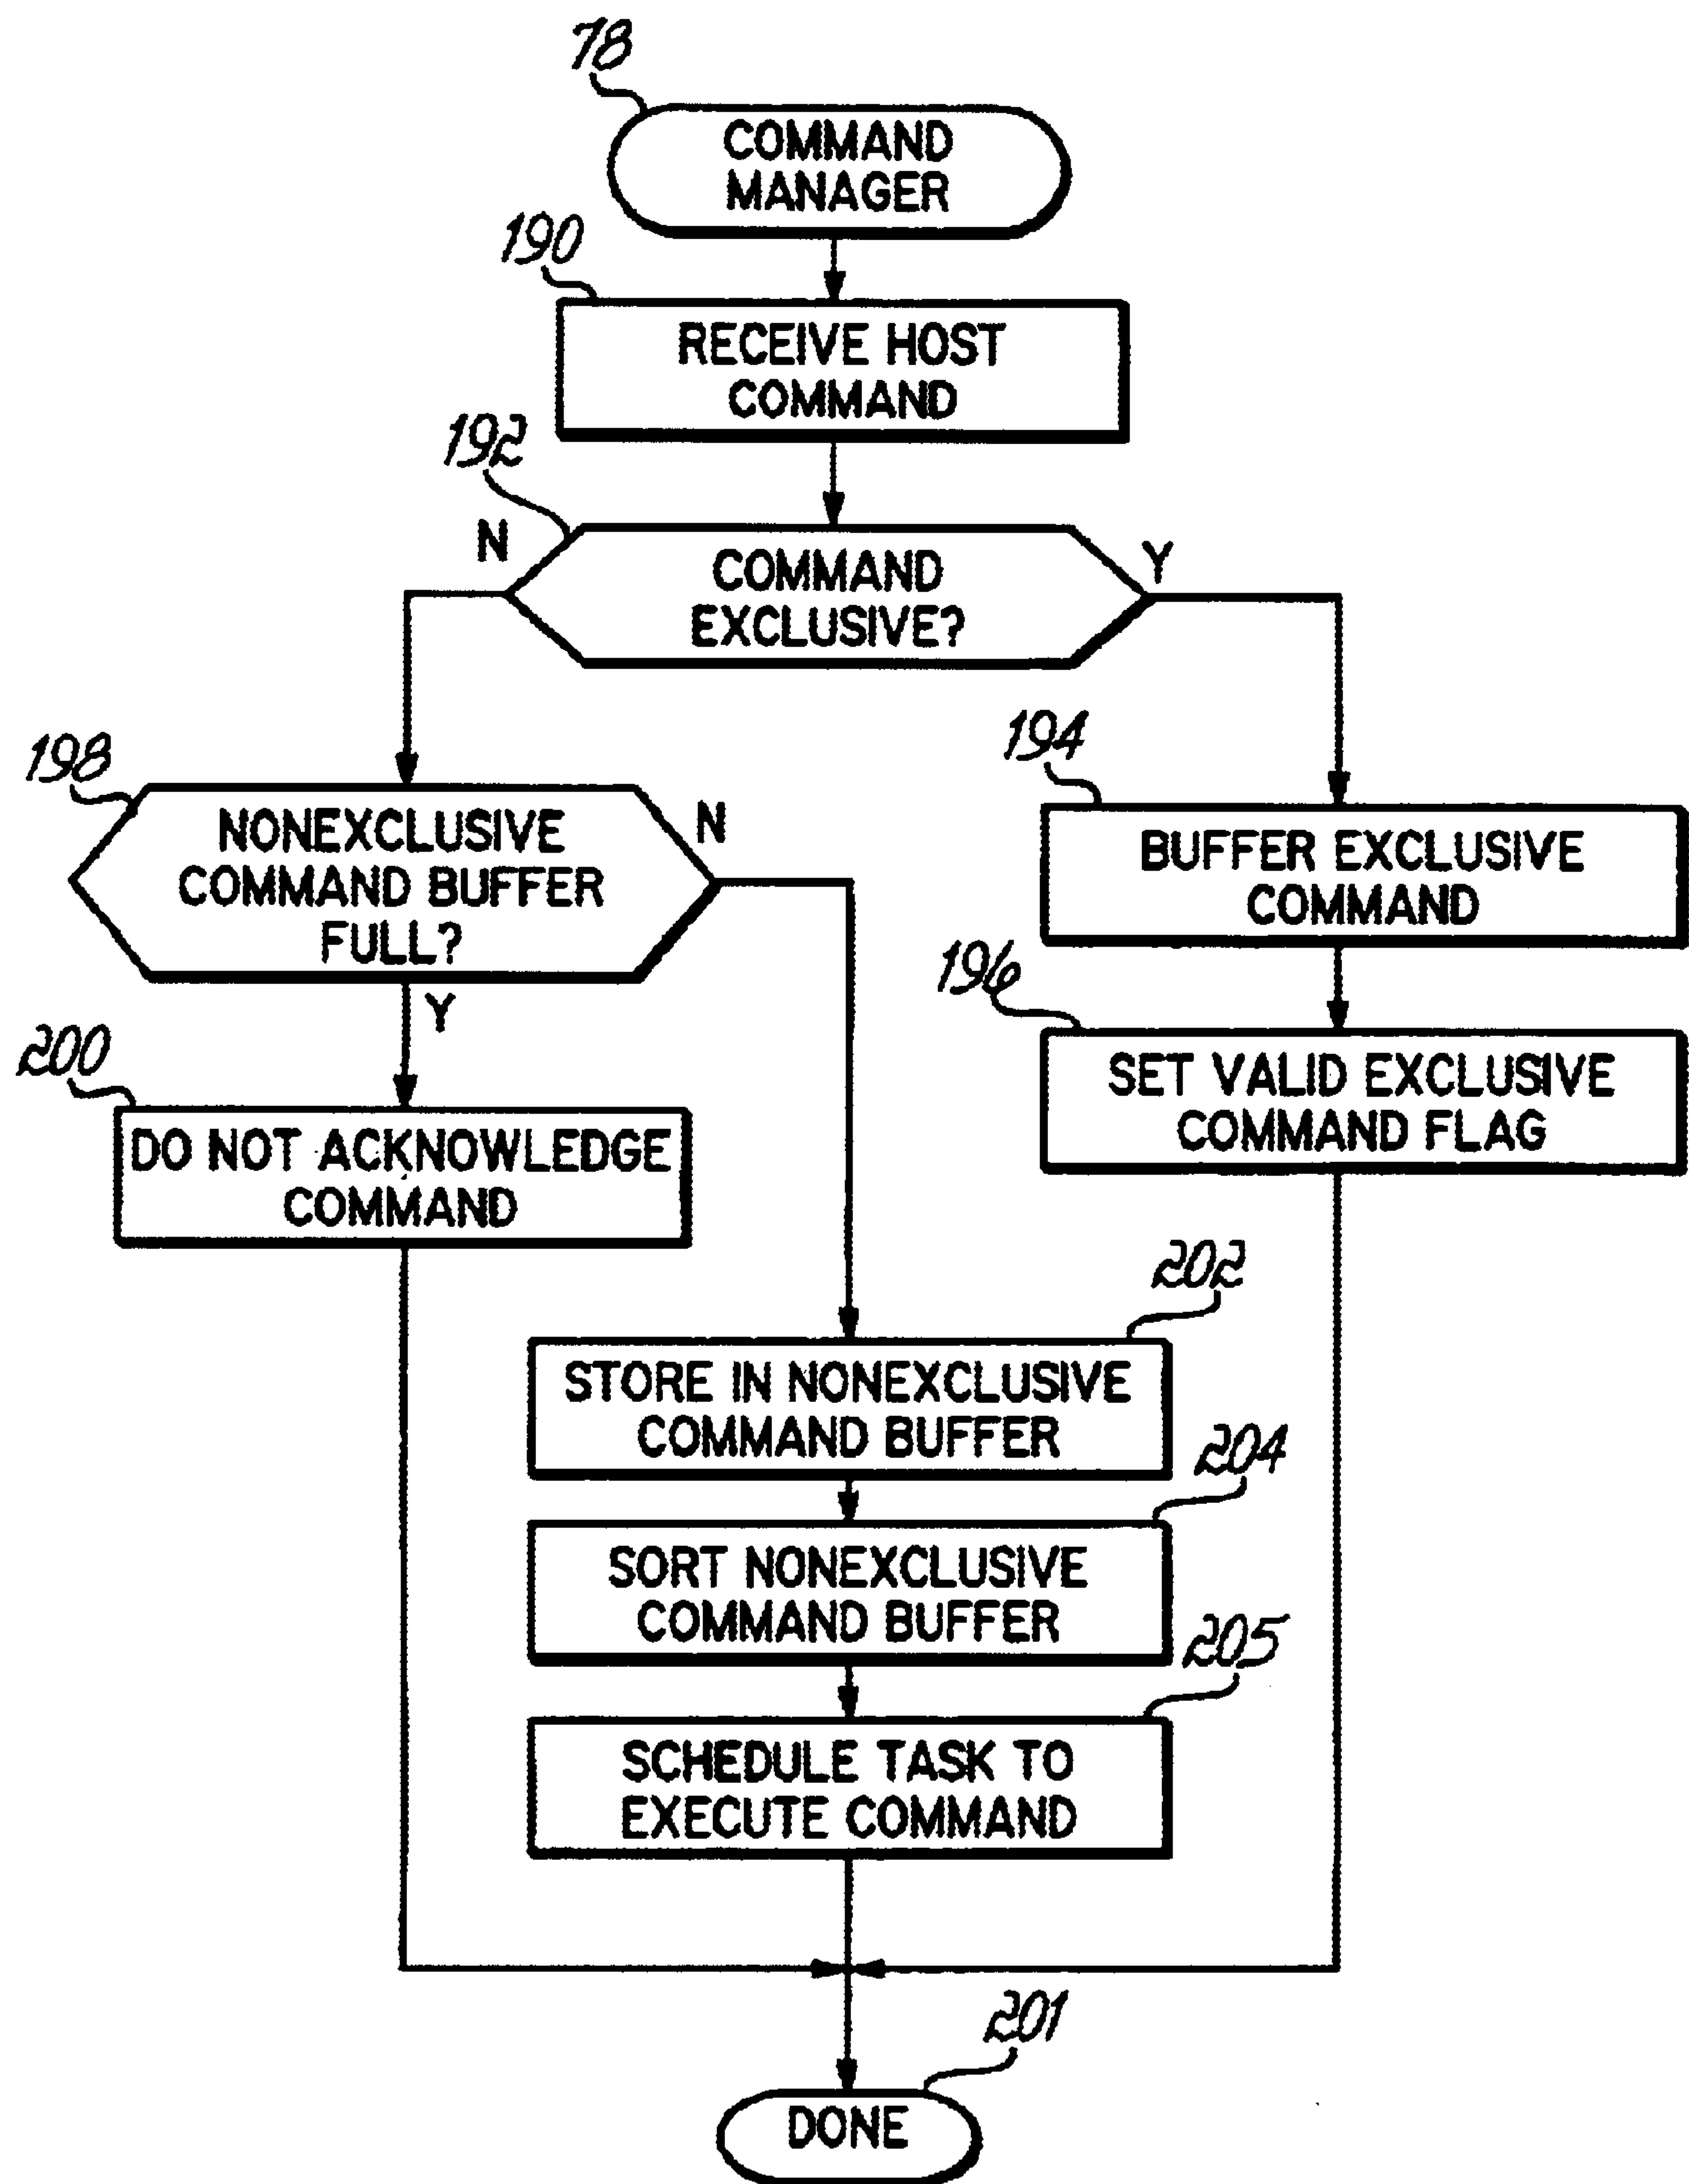 78
COMMAND
MANAGER
190
RECEIVE HOST
COMMAND
192
N
COMMAND
EXCLUSIVE?
Y
198
NONEXCLUSIVE
COMMAND BUFFER
FULL?
N
Y
194
BUFFER EXCLUSIVE
COMMAND
196
SET VALID EXCLUSIVE
COMMAND FLAG
200
DO NOT ACKNOWLEDGE
COMMAND
202
STORE IN NONEXCLUSIVE
COMMAND BUFFER
204
SORT NONEXCLUSIVE
COMMAND BUFFER
205
SCHEDULE TASK TO
EXECUTE COMMAND
201
DONE